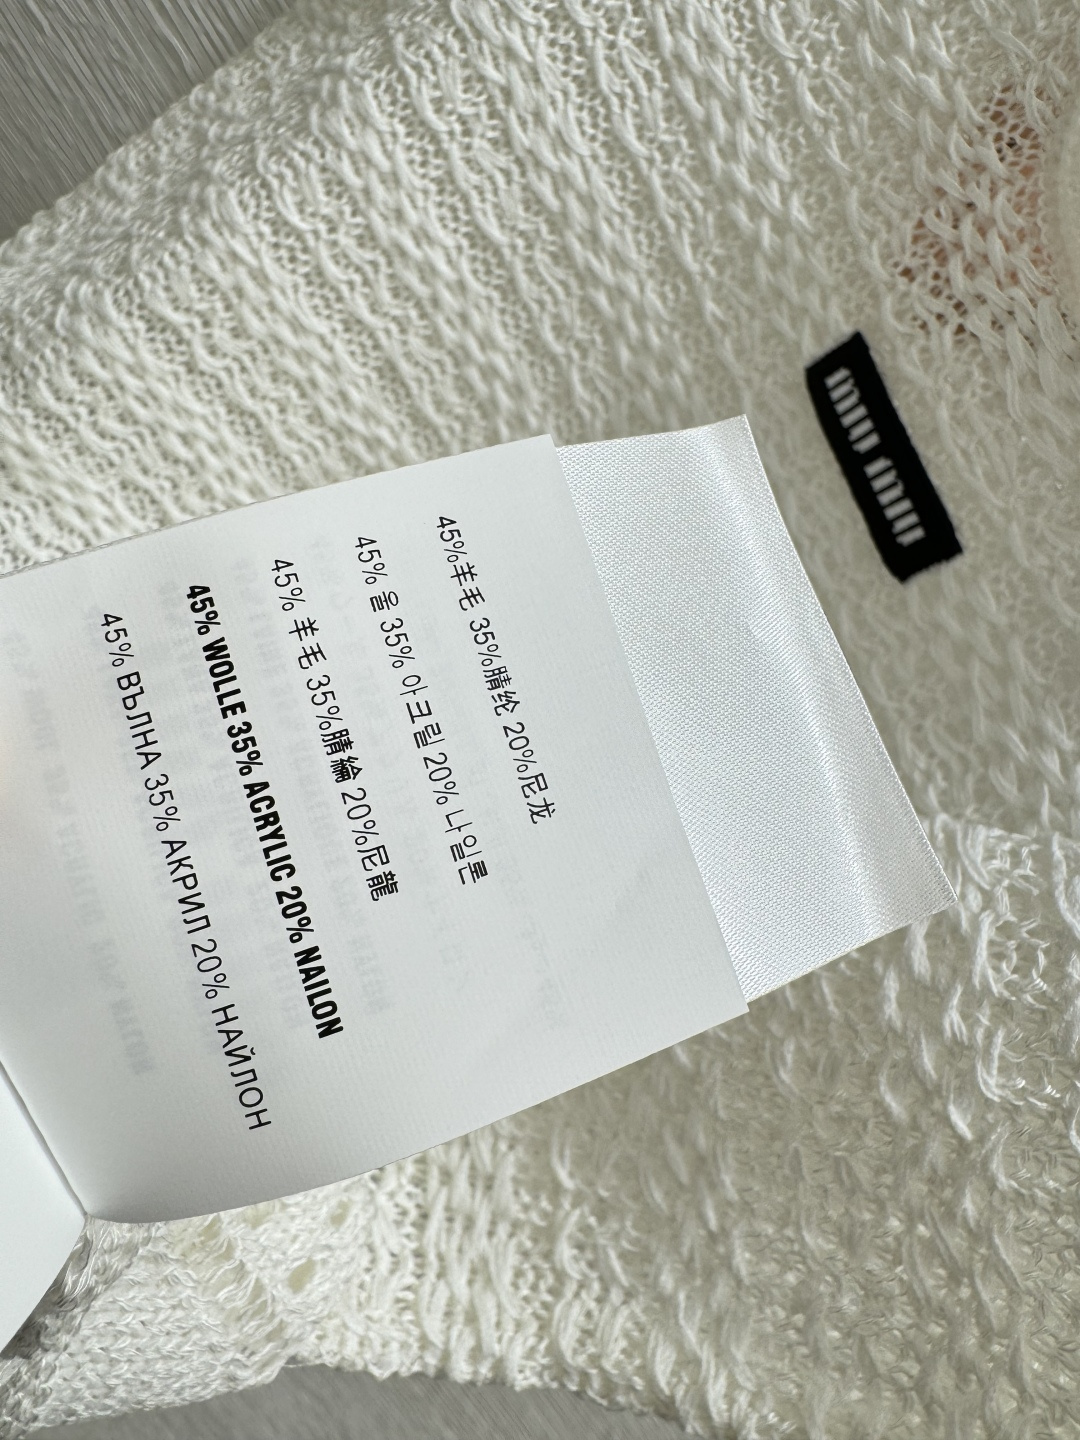 miu miu
45%羊毛 35%腈纶 20%尼龙
45% 울 35% 아크릴 20% 나일론
45% 羊毛 35%腈綸 20%尼龍
45% WOLLE 35% ACRYLIC 20% NAILON
45% ВЪЛНА 35% АКРИЛ 20% НАЙЛОН